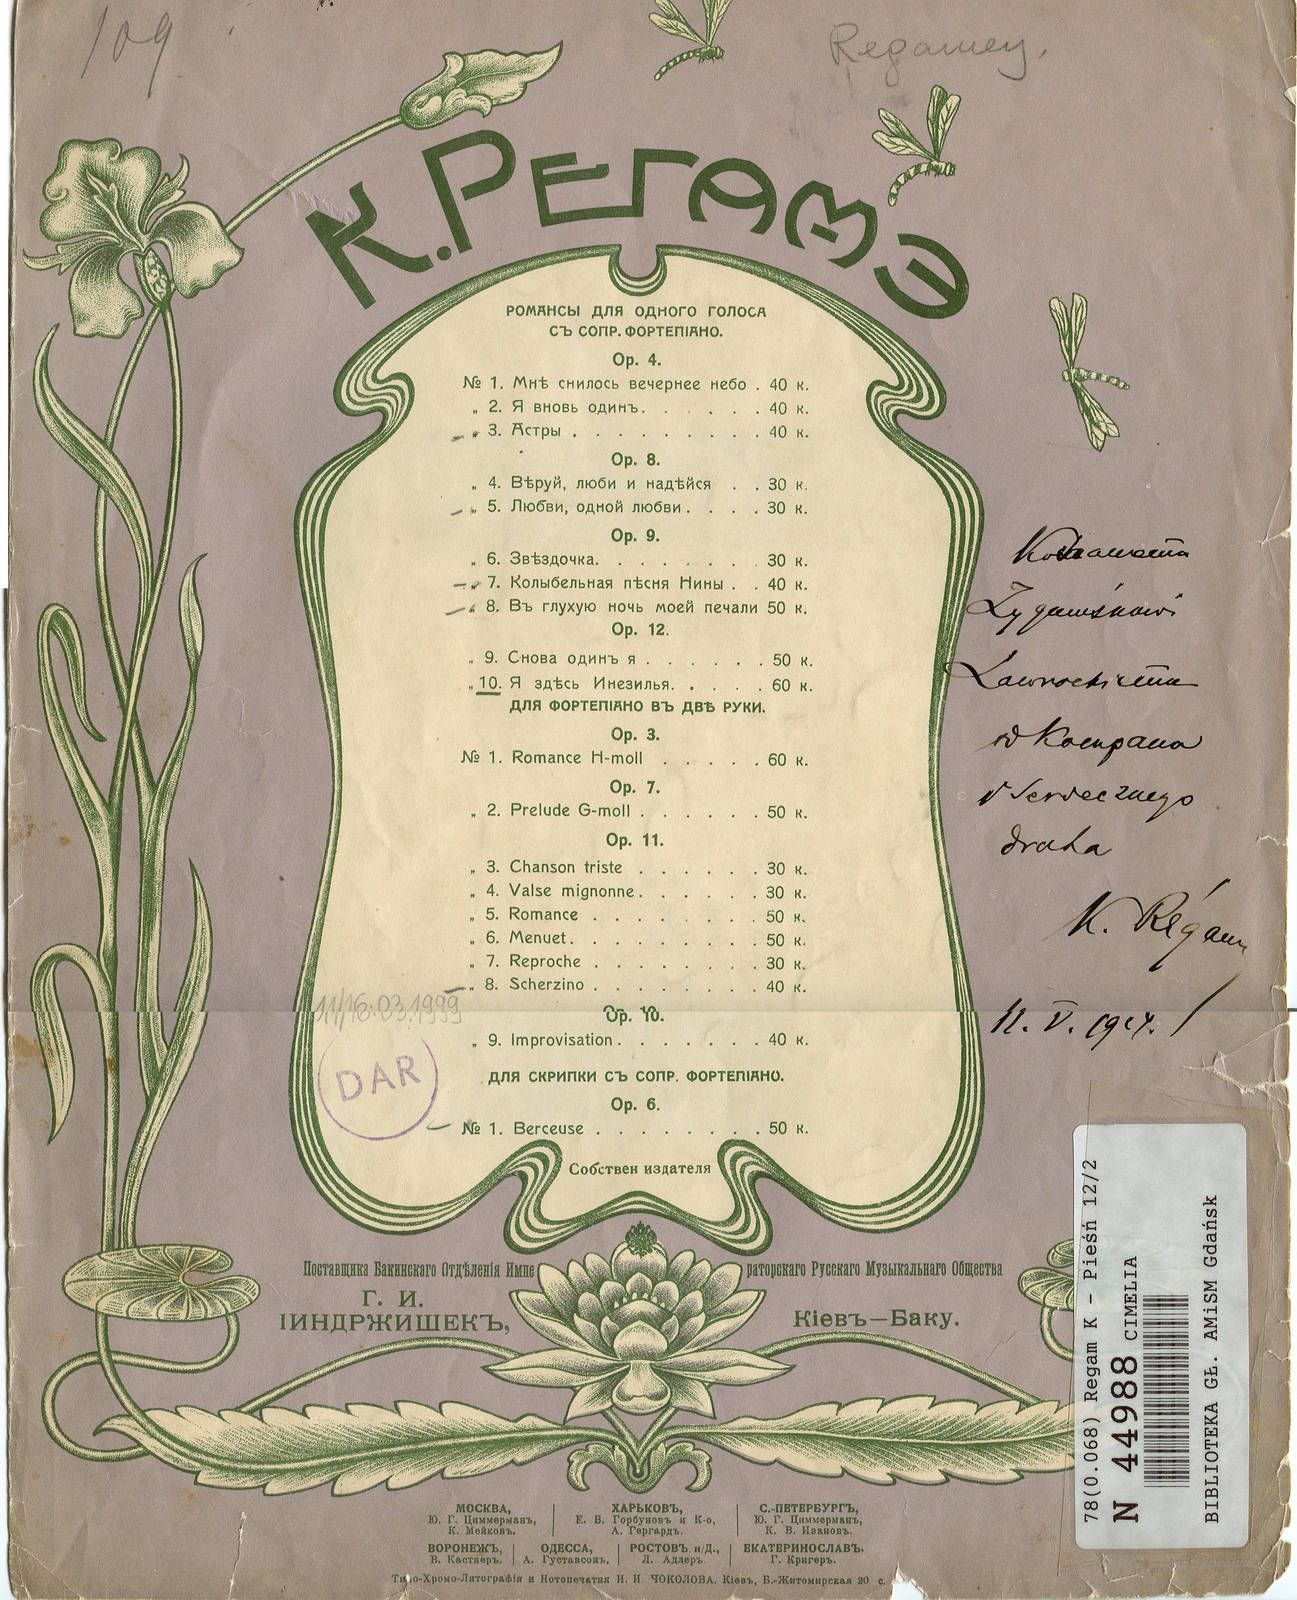 109
Regamey.
К. Регамэ
Романсы для одного голоса
съ сопр. фортепіано.
Op. 4.
№ 1. Мнѣ снилось вечернее небо . 40 к.
„ 2. Я вновь одинъ. . . . . . 40 к.
„ 3. Астры . . . . . . . . . 40 к.
Op. 8.
„ 4. Вѣруй, люби и надѣйся . . 30 к.
„ 5. Любви, одной любви . . . . 30 к.
Op. 9.
„ 6. Звѣздочка. . . . . . . . 30 к.
„ 7. Колыбельная пѣсня Нины . . 40 к.
„ 8. Въ глухую ночь моей печали 50 к.
Op. 12.
„ 9. Снова одинъ я . . . . . . 50 к.
„ 10. Я здѣсь Инезилья. . . . . 60 к.
для фортепіано въ двѣ руки.
Op. 3.
№ 1. Romance H-moll . . . . . 60 к.
Op. 7.
„ 2. Prelude G-moll . . . . . . 50 к.
Op. 11.
„ 3. Chanson triste . . . . . . 30 к.
„ 4. Valse mignonne . . . . . . 30 к.
„ 5. Romance . . . . . . . . 50 к.
„ 6. Menuet. . . . . . . . . 50 к.
„ 7. Reproche . . . . . . . . 30 к.
„ 8. Scherzino . . . . . . . . 40 к.
11/16.03.1999
Op. 10.
„ 9. Improvisation . . . . . . . 40 к.
DAR
для скрипки съ сопр. фортепіано.
Op. 6.
№ 1. Berceuse . . . . . . . . 50 к.
Собствен издателя
Kochanemu
Zygmusiowi
od Kompana
i serdecznego
druha
K. Régamey
11. V. 1914.
Поставщика Бакинскаго Отдѣленія Императорскаго Русскаго Музыкальнаго Общества
Г. И.
ИНДРЖИШЕКЪ, Кіевъ—Баку.
МОСКВА, ХАРЬКОВЪ, С.-ПЕТЕРБУРГЪ,
Ю. Г. Циммерманъ, Е. В. Горбуновъ и К-о, Ю. Г. Циммерманъ,
К. Мейковъ. А. Гергардъ. К. В. Ивановъ.
ВОРОНЕЖЪ, ОДЕССА, РОСТОВЪ н/Д., ЕКАТЕРИНОСЛАВЪ.
В. Кастнеръ. А. Густавсонъ. Л. Адлеръ. Г. Кригеръ.
Типо-Хромо-Литографія и Нотопечатня И. И. ЧОКОЛОВА. Кіевъ, Б.-Житомирская 20 с.
78(0.068) Regam K - Pieśń 12/2
N 44988 CIMELIA
BIBLIOTEKA GŁ. AMiSM Gdańsk